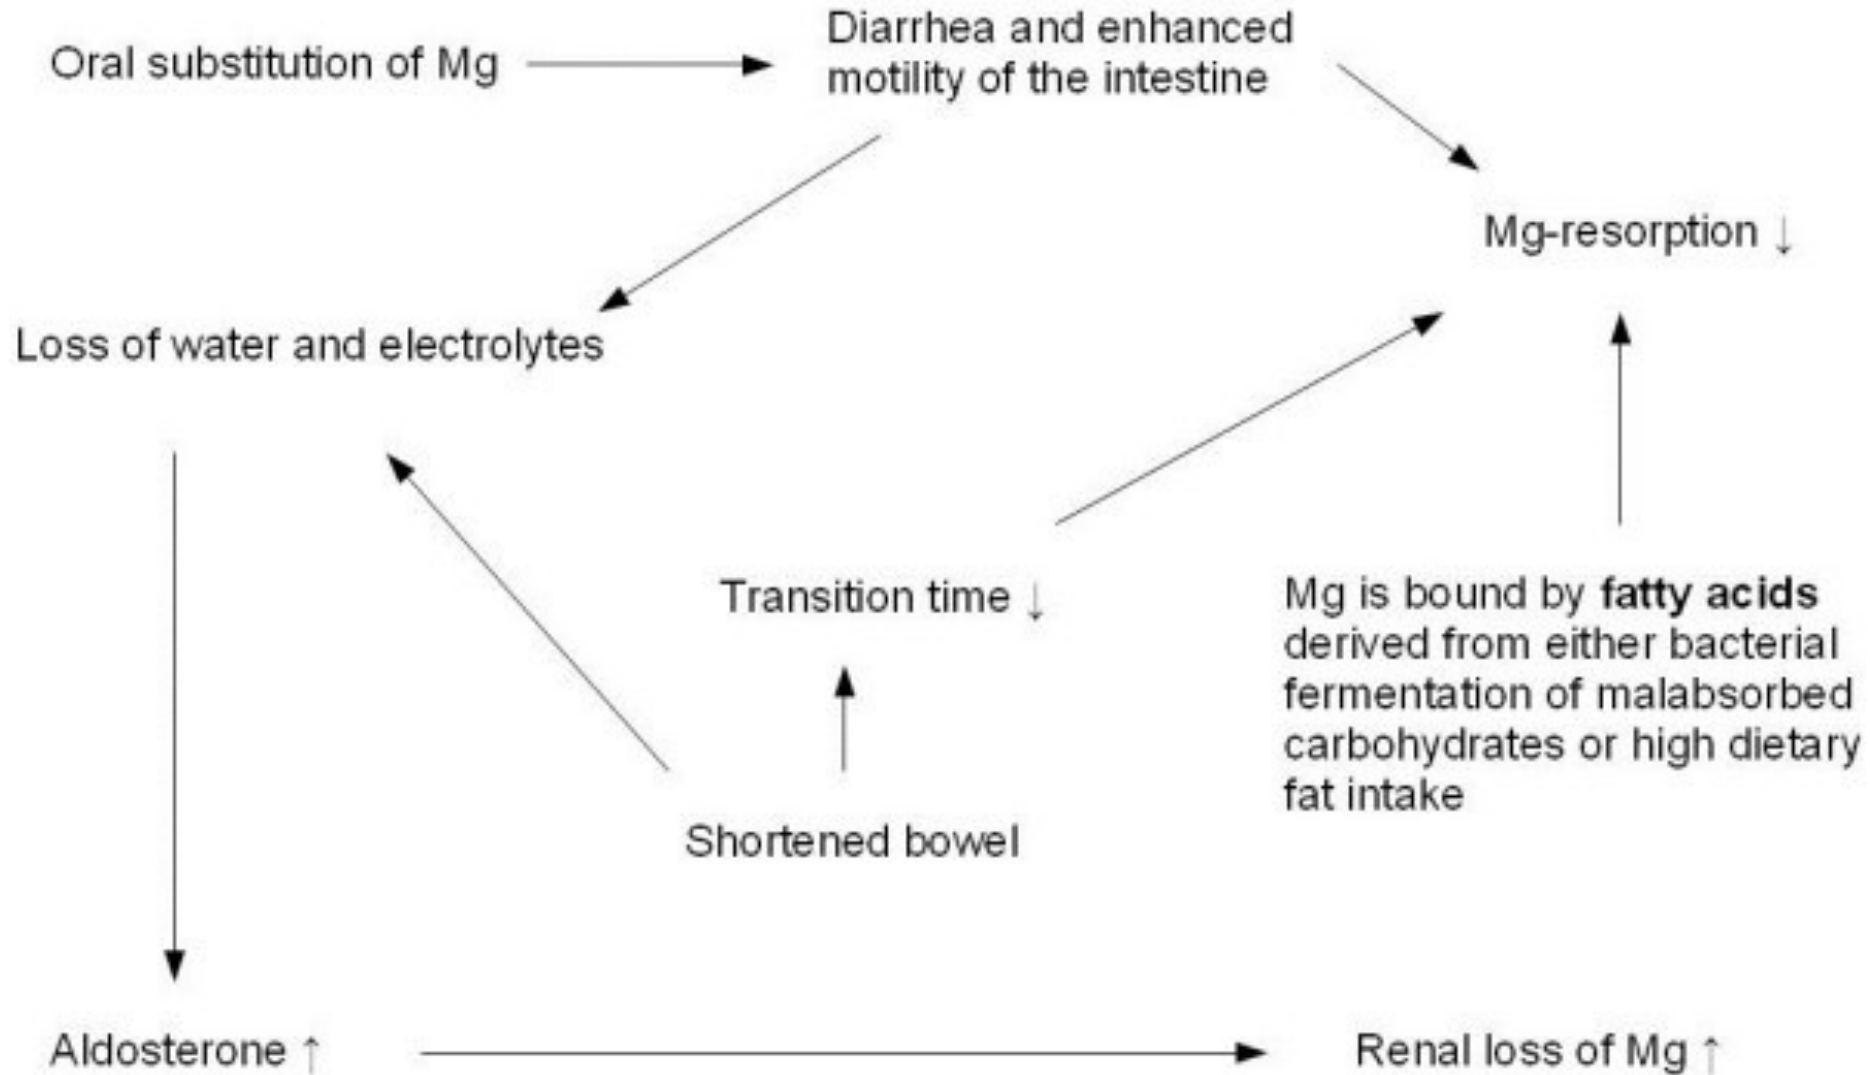 Oral substitution of Mg
Diarrhea and enhanced
motility of the intestine
Mg-resorption ↓
Loss of water and electrolytes
Transition time ↓
Mg is bound by fatty acids
derived from either bacterial
fermentation of malabsorbed
carbohydrates or high dietary
fat intake
Shortened bowel
Aldosterone ↑
Renal loss of Mg ↑